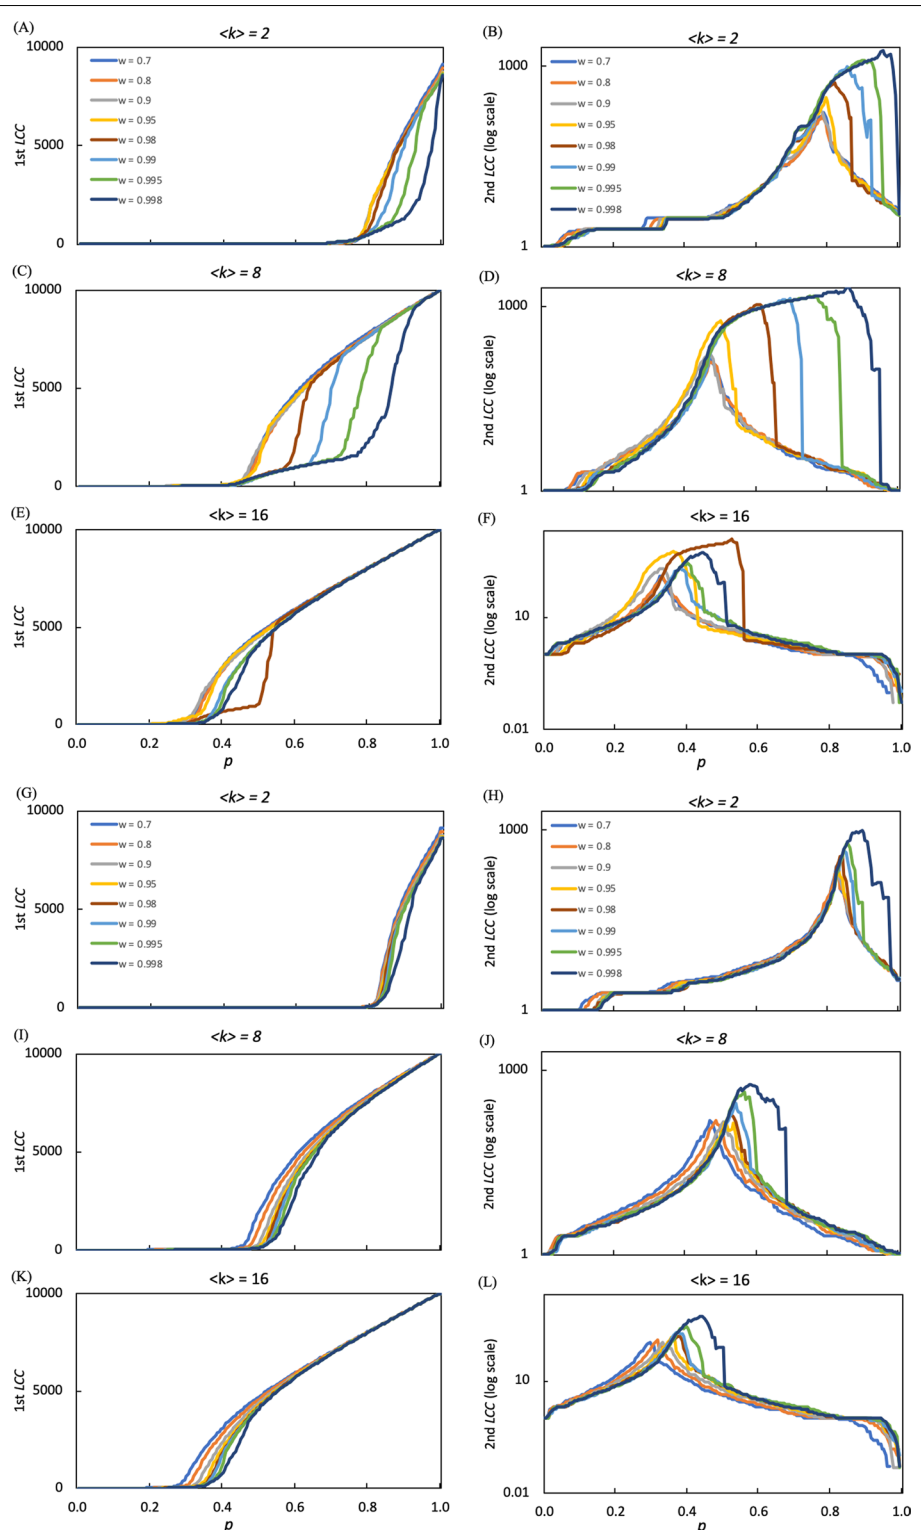 (A)
<k> = 2
10000
5000
0
1st LCC
w = 0.7
w = 0.8
w = 0.9
w = 0.95
w = 0.98
w = 0.99
w = 0.995
w = 0.998
(B)
<k> = 2
1000
1
2nd LCC (log scale)
w = 0.7
w = 0.8
w = 0.9
w = 0.95
w = 0.98
w = 0.99
w = 0.995
w = 0.998
(C)
<k> = 8
10000
5000
0
1st LCC
(D)
<k> = 8
1000
1
2nd LCC (log scale)
(E)
<k> = 16
10000
5000
0
1st LCC
0.0 0.2 0.4 0.6 0.8 1.0
p
(F)
<k> = 16
10
0.01
2nd LCC (log scale)
0.0 0.2 0.4 0.6 0.8 1.0
p
(G)
<k> = 2
10000
5000
0
1st LCC
w = 0.7
w = 0.8
w = 0.9
w = 0.95
w = 0.98
w = 0.99
w = 0.995
w = 0.998
(H)
<k> = 2
1000
1
2nd LCC (log scale)
w = 0.7
w = 0.8
w = 0.9
w = 0.95
w = 0.98
w = 0.99
w = 0.995
w = 0.998
(I)
<k> = 8
10000
5000
0
1st LCC
(J)
<k> = 8
1000
1
2nd LCC (log scale)
(K)
<k> = 16
10000
5000
0
1st LCC
0.0 0.2 0.4 0.6 0.8 1.0
p
(L)
<k> = 16
10
0.01
2nd LCC (log scale)
0.0 0.2 0.4 0.6 0.8 1.0
p